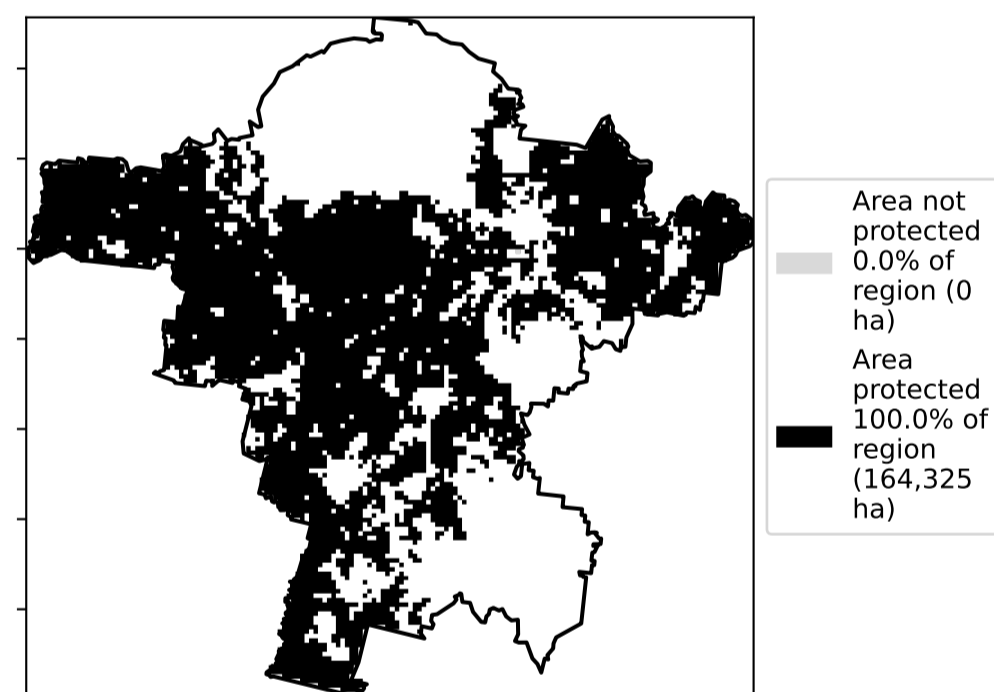 Area not
protected
0.0% of
region (0
ha)
Area
protected
100.0% of
region
(164,325
ha)